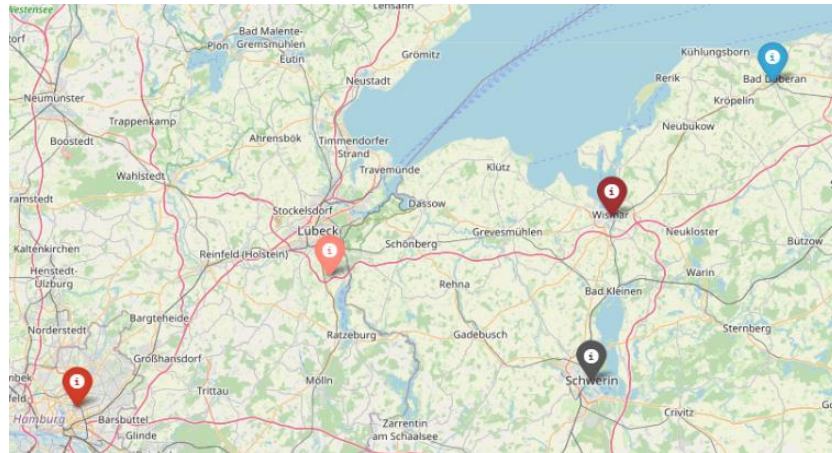 vestensee
Lensahn
Plön
Bad Malente-
Gremsmühlen
Eutin
Grömitz
Kühlungsborn
Neustadt
Rerik
Bad Doberan
Kröpelin
Neumünster
Trappenkamp
Boostedt
Ahrensbök
Timmendorfer
Strand
Neubukow
Wahlstedt
Travemünde
Klütz
Stockelsdorf
Dassow
Wismar
Lübeck
Schönberg
Grevesmühlen
Neukloster
Bützow
Kaltenkirchen
Reinfeld (Holstein)
Henstedt-
Ulzburg
Rehna
Bad Kleinen
Warin
Bargteheide
Norderstedt
Ratzeburg
Gadebusch
Sternberg
Großhansdorf
Mölln
Schwerin
Trittau
Hamburg
Barsbüttel
Glinde
Zarrentin
am Schaalsee
Crivitz